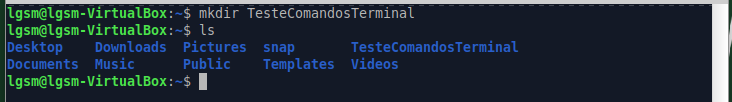 lgsm@lgsm-VirtualBox:~$ mkdir TesteComandosTerminal
lgsm@lgsm-VirtualBox:~$ ls
Desktop    Downloads  Pictures  snap       TesteComandosTerminal
Documents  Music      Public    Templates  Videos
lgsm@lgsm-VirtualBox:~$